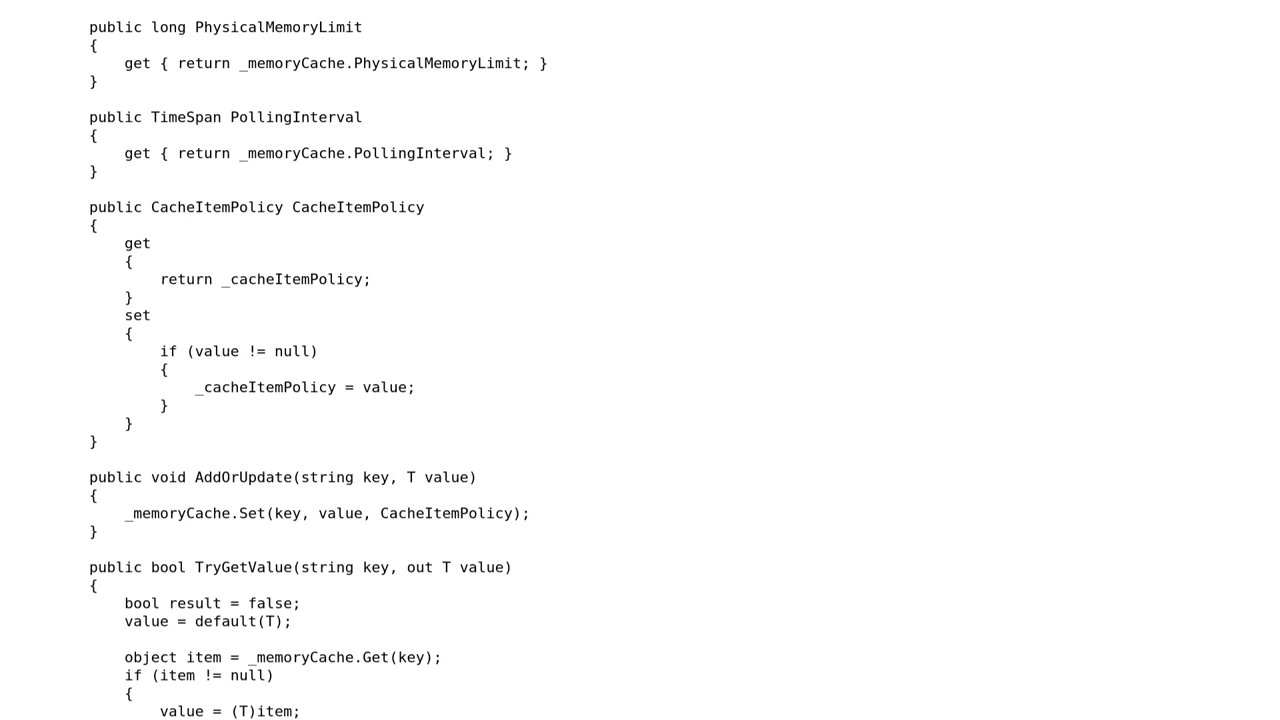 public long PhysicalMemoryLimit
{
    get { return _memoryCache.PhysicalMemoryLimit; }
}

public TimeSpan PollingInterval
{
    get { return _memoryCache.PollingInterval; }
}

public CacheItemPolicy CacheItemPolicy
{
    get
    {
        return _cacheItemPolicy;
    }
    set
    {
        if (value != null)
        {
            _cacheItemPolicy = value;
        }
    }
}

public void AddOrUpdate(string key, T value)
{
    _memoryCache.Set(key, value, CacheItemPolicy);
}

public bool TryGetValue(string key, out T value)
{
    bool result = false;
    value = default(T);

    object item = _memoryCache.Get(key);
    if (item != null)
    {
        value = (T)item;